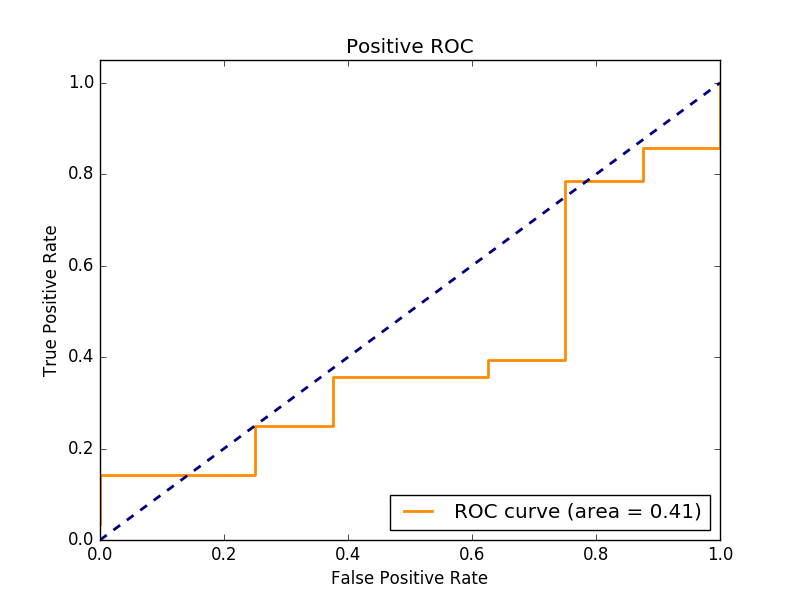 Positive ROC
1.0
0.8
0.6
0.4
0.2
0.0
True Positive Rate
ROC curve (area = 0.41)
0.0 0.2 0.4 0.6 0.8 1.0
False Positive Rate